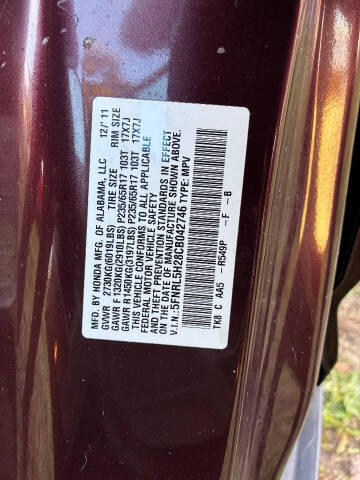 MFD. BY HONDA MFG. OF ALABAMA, LLC 12/'11
GVWR 2730KG(6019LBS) TIRE SIZE RIM SIZE
GAWR F 1320KG(2910LBS) P235/65R17 103T 17X7J
GAWR R1450KG(3197LBS) P235/65R17 103T 17X7J
THIS VEHICLE CONFORMS TO ALL APPLICABLE
FEDERAL MOTOR VEHICLE SAFETY
AND THEFT PREVENTION STANDARDS IN EFFECT
ON THE DATE OF MANUFACTURE SHOWN ABOVE.
V.I.N.:5FNRL5H28CB042746 TYPE: MPV
TK8 C AA5 -R549P -F -B